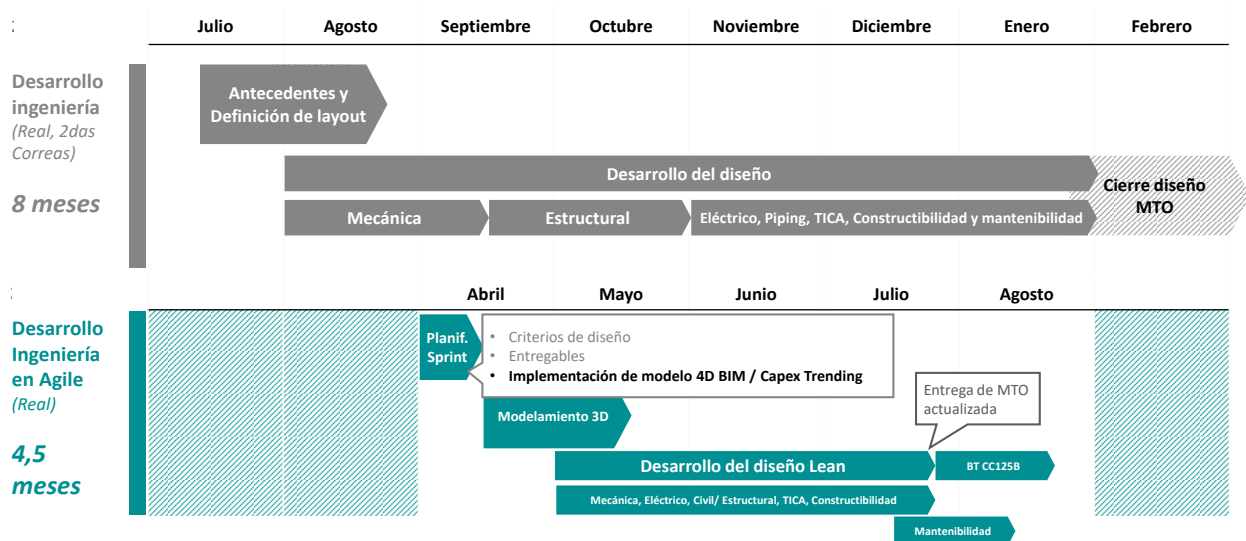 Julio Agosto Septiembre Octubre Noviembre Diciembre Enero Febrero
Desarrollo
ingeniería
(Real, 2das
Correas)
8 meses
Antecedentes y
Definición de layout
Desarrollo del diseño
Mecánica
Estructural
Eléctrico, Piping, TICA, Constructibilidad y mantenibilidad
Cierre diseño
MTO
Abril Mayo Junio Julio Agosto
Desarrollo
Ingeniería
en Agile
(Real)
4,5
meses
Planif.
Sprint
• Criterios de diseño
• Entregables
• Implementación de modelo 4D BIM / Capex Trending
Entrega de MTO
actualizada
Modelamiento 3D
Desarrollo del diseño Lean
BT CC125B
Mecánica, Eléctrico, Civil/ Estructural, TICA, Constructibilidad
Mantenibilidad